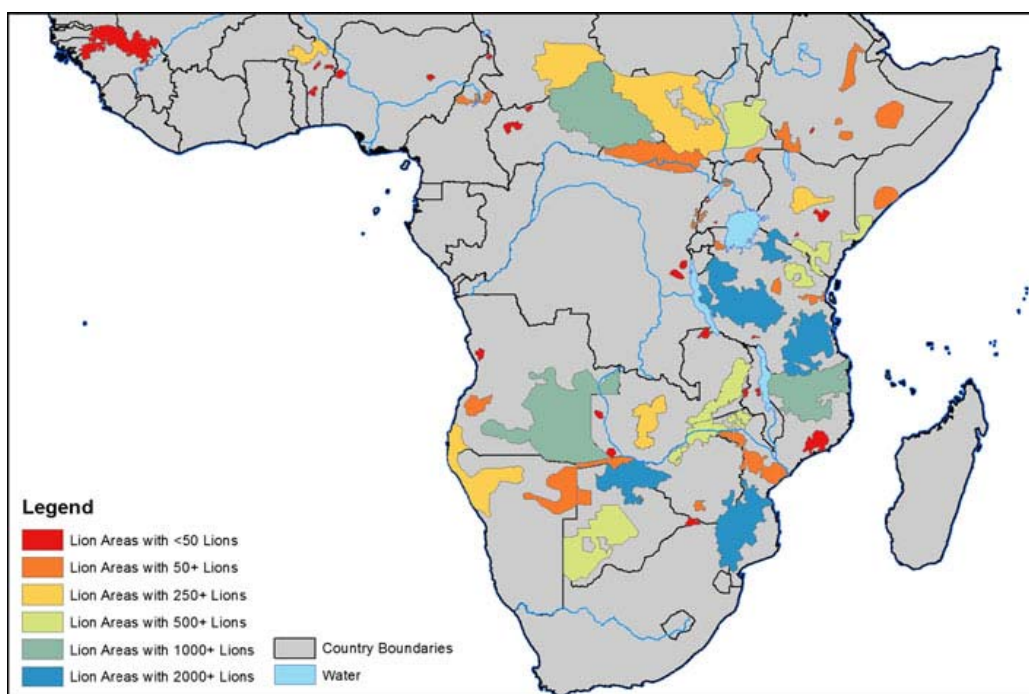 Legend
Lion Areas with <50 Lions
Lion Areas with 50+ Lions
Lion Areas with 250+ Lions
Lion Areas with 500+ Lions
Lion Areas with 1000+ Lions
Lion Areas with 2000+ Lions
Country Boundaries
Water